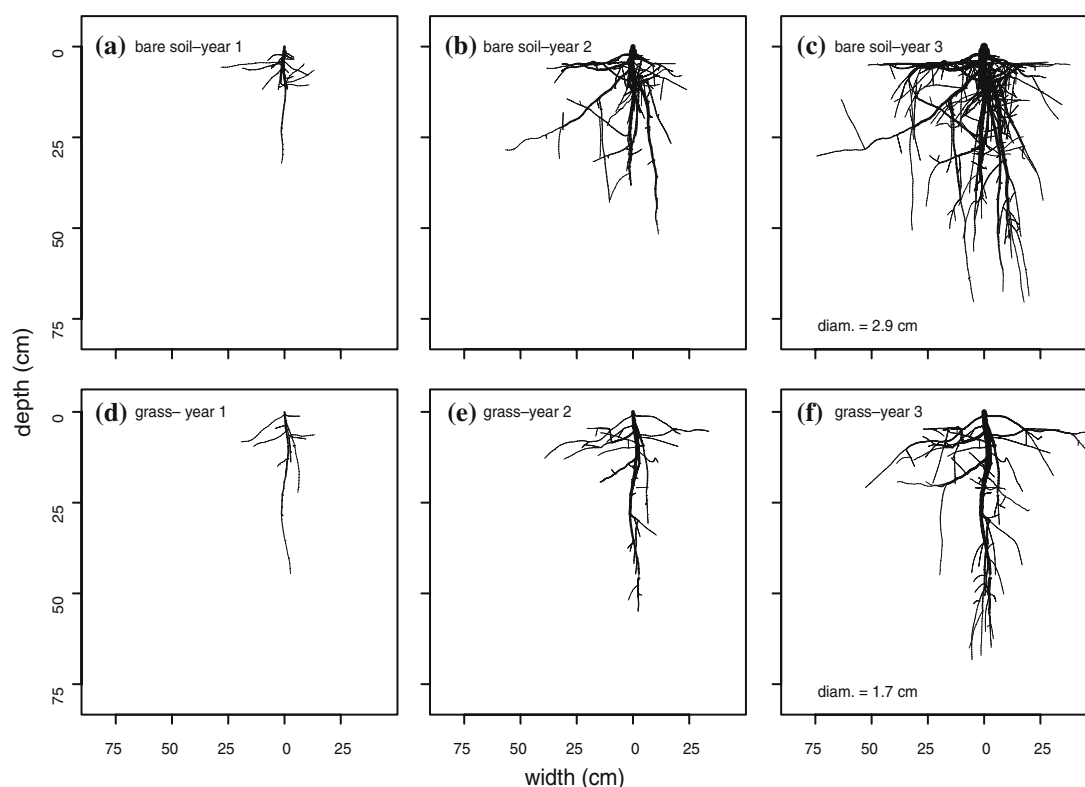 (a) bare soil–year 1
(b) bare soil–year 2
(c) bare soil–year 3
0
25
50
75
diam. = 2.9 cm
depth (cm)
(d) grass– year 1
(e) grass–year 2
(f) grass–year 3
0
25
50
75
diam. = 1.7 cm
75 50 25 0 25
75 50 25 0 25
75 50 25 0 25
width (cm)